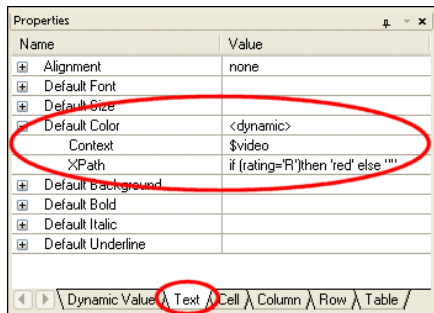 Properties
Name Value
Alignment none
Default Font
Default Size
Default Color <dynamic>
Context $video
XPath if (rating='R')then 'red' else ""
Default Background
Default Bold
Default Italic
Default Underline
Dynamic Value Text Cell Column Row Table